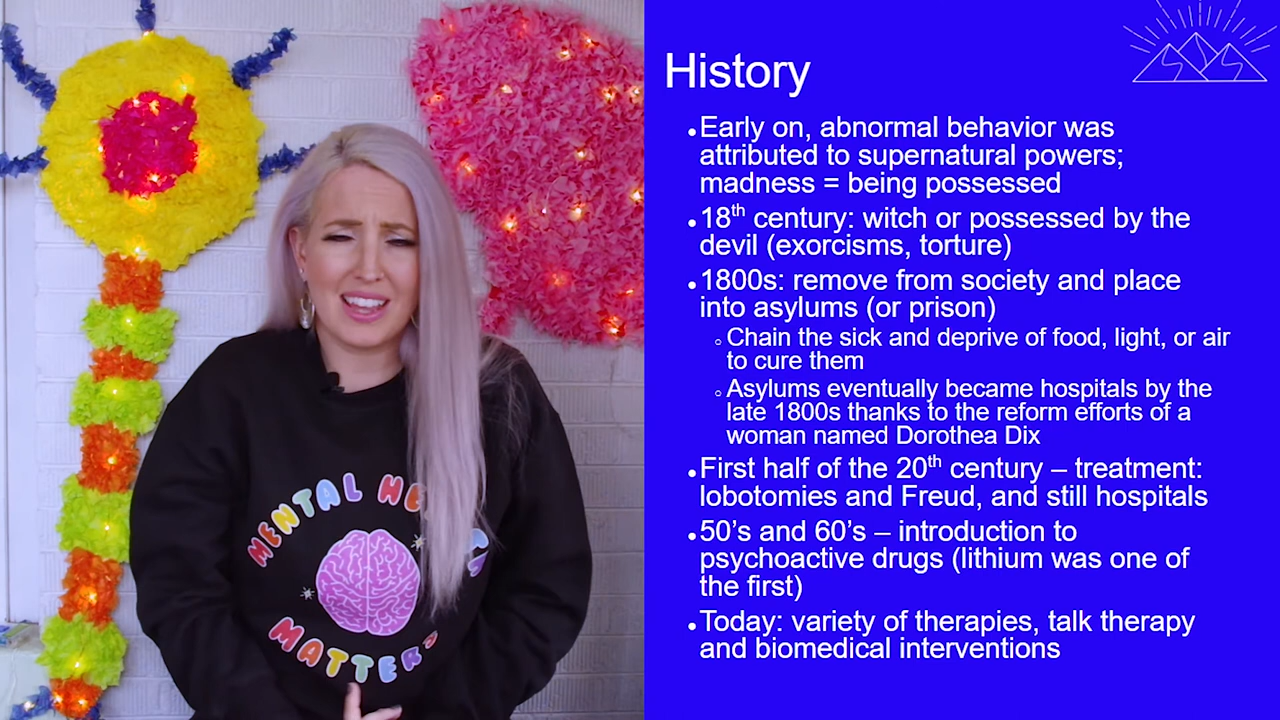 MENTAL HE
MATTERS
History
•Early on, abnormal behavior was
attributed to supernatural powers;
madness = being possessed
•18th century: witch or possessed by the
devil (exorcisms, torture)
•1800s: remove from society and place
into asylums (or prison)
○Chain the sick and deprive of food, light, or air
to cure them
○Asylums eventually became hospitals by the
late 1800s thanks to the reform efforts of a
woman named Dorothea Dix
•First half of the 20th century – treatment:
lobotomies and Freud, and still hospitals
•50’s and 60’s – introduction to
psychoactive drugs (lithium was one of
the first)
•Today: variety of therapies, talk therapy
and biomedical interventions